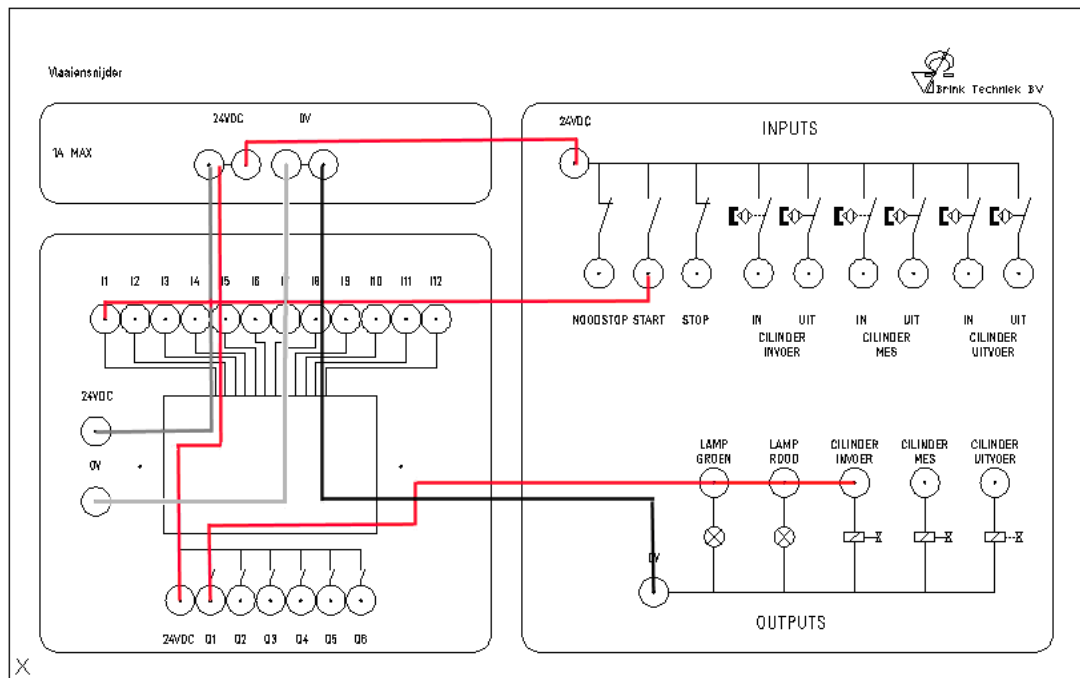 Vlaaiensnijder
Brink Techniek BV
24VDC 0V
1A MAX
24VDC
INPUTS
I1 I2 I3 I4 I5 I6 I7 I8 I9 I10 I11 I12
NOODSTOP START STOP IN UIT IN UIT IN UIT
CILINDER INVOER
CILINDER MES
CILINDER UITVOER
24VDC
0V
LAMP GROEN
LAMP ROOD
CILINDER INVOER
CILINDER MES
CILINDER UITVOER
0V
24VDC Q1 Q2 Q3 Q4 Q5 Q6
OUTPUTS
X